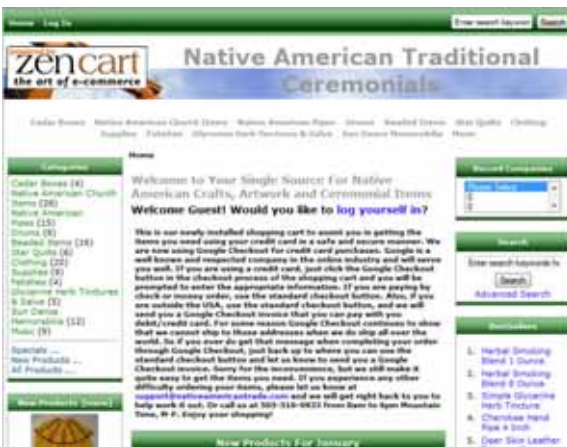 Home Log In
Enter search keywords Search
zencart
the art of e-commerce
Native American Traditional
Ceremonials
Cedar Boxes Native American Church Items Native American Pipes Drums Beaded Items Star Quilts Clothing
Supplies Fetishes Glycerine Herb Tinctures & Salve Sun Dance Memorabilia Music
Categories
Cedar Boxes (4)
Native American Church
Items (28)
Native American
Pipes (15)
Drums (9)
Beaded Items (16)
Star Quilts (6)
Clothing (20)
Supplies (9)
Fetishes (4)
Glycerine Herb Tinctures
& Salve (5)
Sun Dance
Memorabilia (12)
Music (9)
Specials ...
New Products ...
All Products ...
New Products [more]
Home
Welcome to Your Single Source For Native
American Crafts, Artwork and Ceremonial Items
Welcome Guest! Would you like to log yourself in?
This is our newly installed shopping cart to assist you in getting the
items you need using your credit card in a safe and secure manner. We
are now using Google Checkout for credit card purchases. Google is a
well known and respected company in the online industry and will serve
you well. If you are using a credit card, just click the Google Checkout
button in the checkout process of the shopping cart and you will be
prompted to enter the appropriate information. If you are paying by
check or money order, use the standard checkout button. Also, if you
are outside the USA, use the standard checkout button, and we will
send you a Google Checkout invoice that you can pay with you
debit/credit card. For some reason Google Checkout continues to show
that we cannot ship to those addresses when we do ship all over the
world. So if you ever do get that message when completing your order
through Google Checkout, just back up to where you can use the
standard checkout button and let us know to send you a Google
Checkout invoice. Sorry for the inconvenience, but we still make it
quite easy to get the items you need. If you experience any other
difficulty ordering your items, please let us know at
support@nativeamericantrade.com and we will get right back to you to
help work it out. Or call us at from 8am to 6pm Mountain
Time, M-F. Enjoy your shopping!
New Products For January
Record Companies
Please Select
Search
Enter search keywords
Search
Advanced Search
Bestsellers
1. Herbal Smoking
Blend 1 Ounce
2. Herbal Smoking
Blend 8 Ounce
3. Single Glycerine
Herb Tincture
4. Cherokee Hand
Pipe 4 Inch
5. Deer Skin Leather